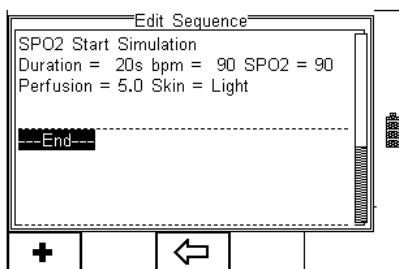 Edit Sequence
SPO2 Start Simulation
Duration = 20s bpm = 90 SPO2 = 90
Perfusion = 5.0 Skin = Light
---End---